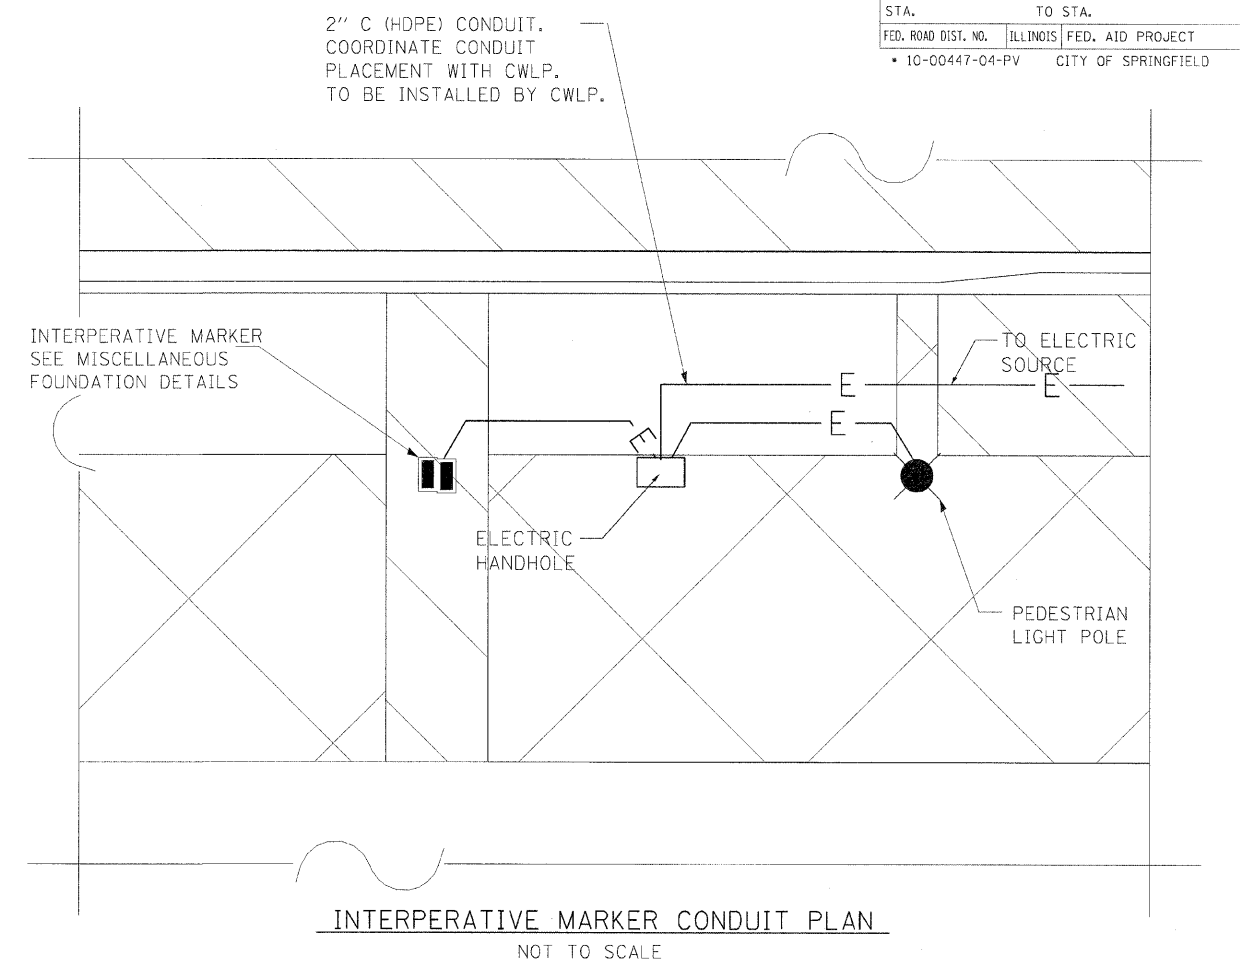 STA. TO STA.
FED. ROAD DIST. NO. ILLINOIS FED. AID PROJECT
* 10-00447-04-PV CITY OF SPRINGFIELD
2" C (HDPE) CONDUIT.
COORDINATE CONDUIT
PLACEMENT WITH CWLP.
TO BE INSTALLED BY CWLP.
INTERPERATIVE MARKER
SEE MISCELLANEOUS
FOUNDATION DETAILS
TO ELECTRIC
SOURCE
E
E
E
E
ELECTRIC
HANDHOLE
PEDESTRIAN
LIGHT POLE
INTERPERATIVE MARKER CONDUIT PLAN
NOT TO SCALE